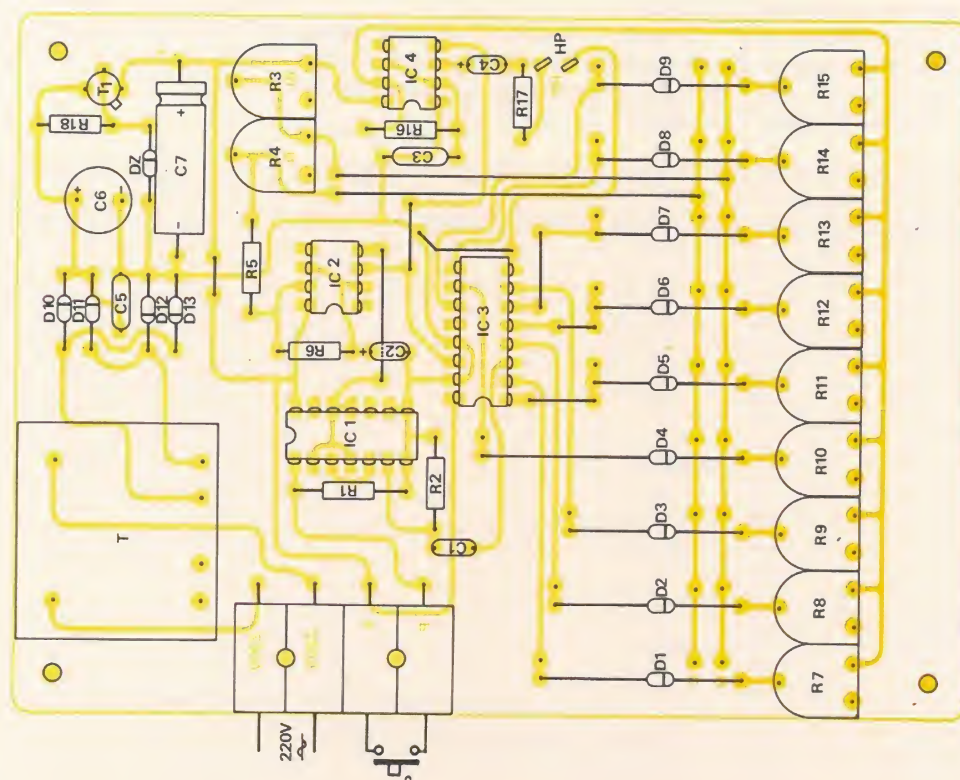 T1
R18
DZ
C7
+
-
C6
+
-
D10
D11
C5
D12
D13
R3
R4
R5
IC 4
R16
C3
+
C4
R17
HP
IC 2
R6
+
C2
IC 3
IC 1
R1
R2
C1
T
220V
D9
D8
D7
D6
D5
D4
D3
D2
D1
R15
R14
R13
R12
R11
R10
R9
R8
R7